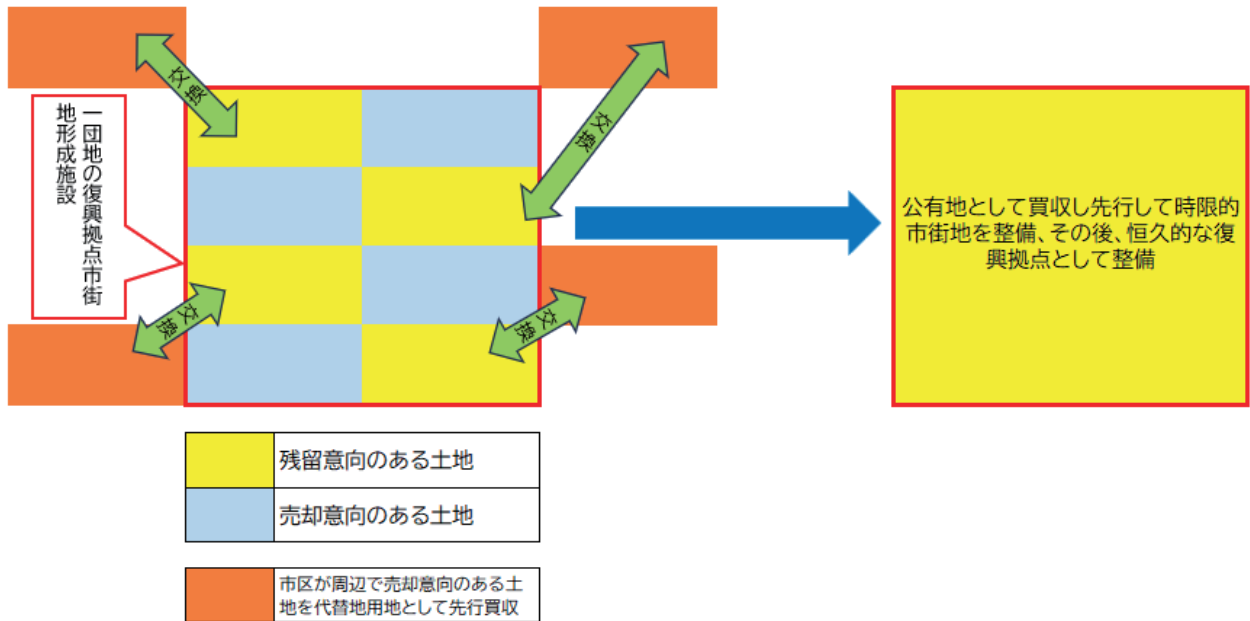 交換
交換
一団地の復興拠点市街
地形成施設
公有地として買収し先行して時限的
市街地を整備、その後、恒久的な復
興拠点として整備
交換
交換
残留意向のある土地
売却意向のある土地
市区が周辺で売却意向のある土
地を代替地用地として先行買収